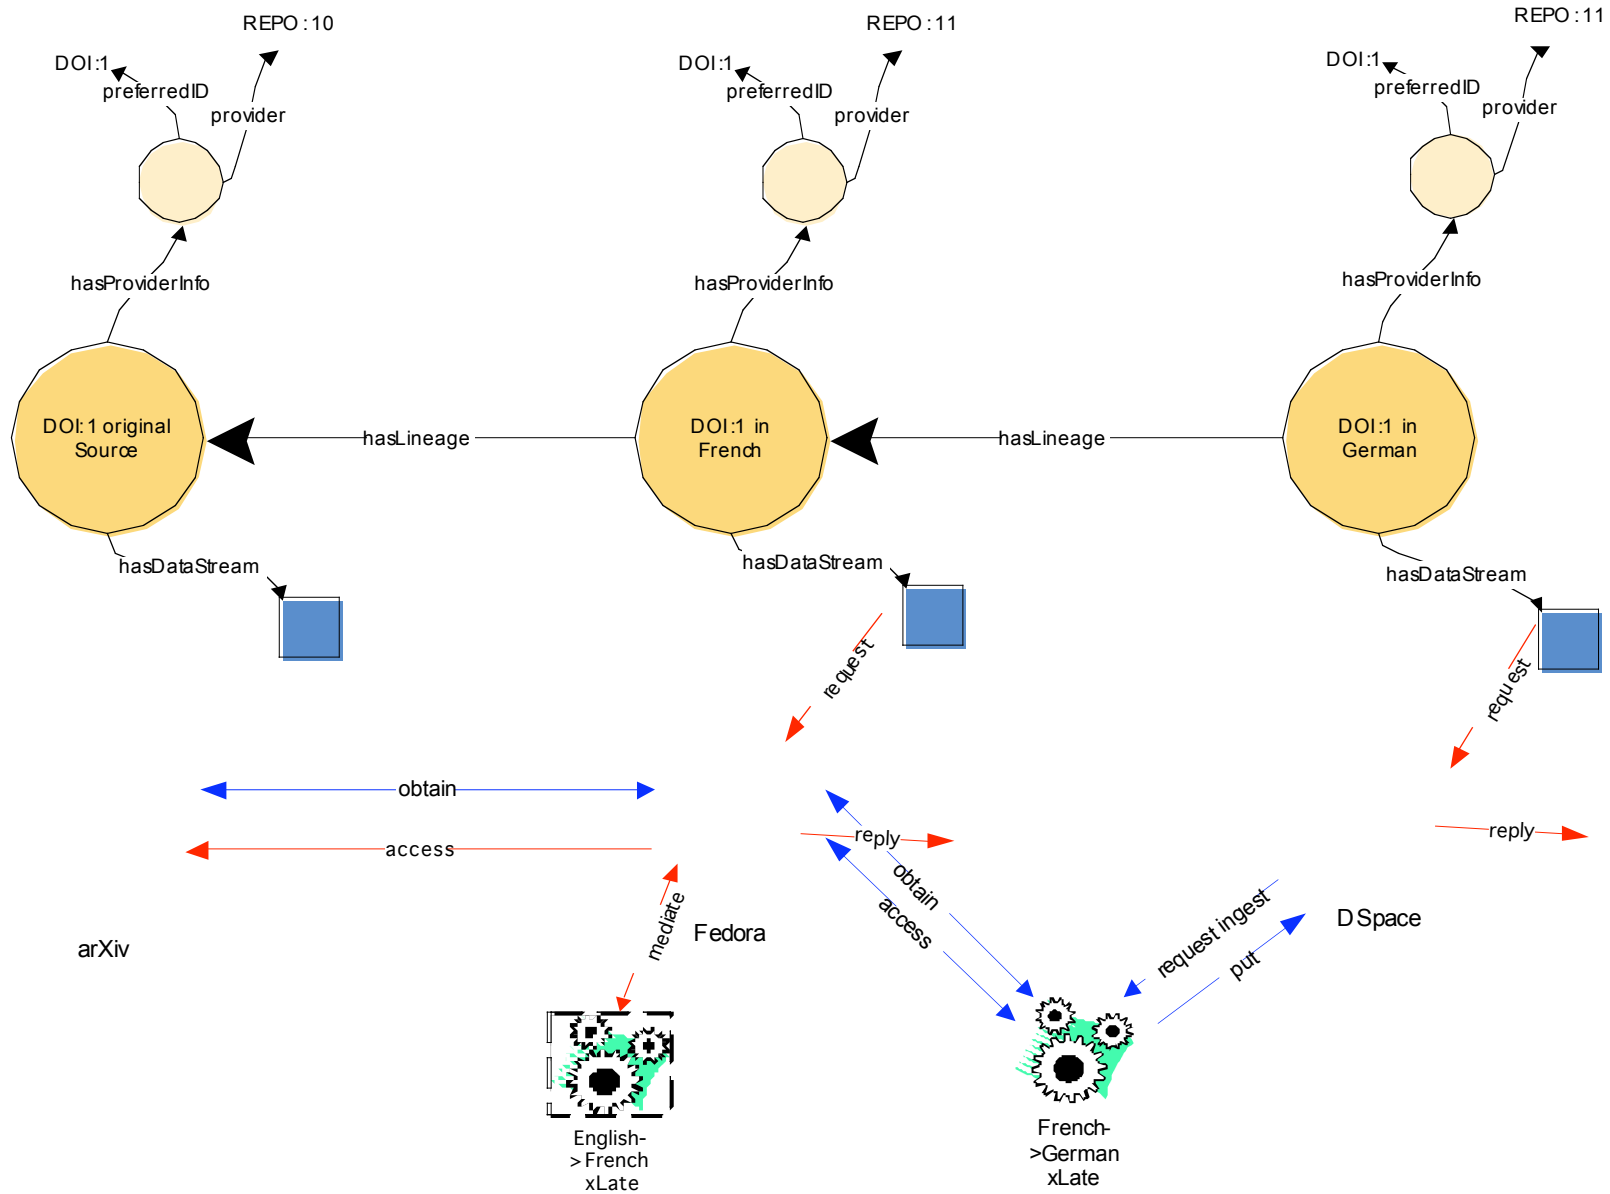 REPO:10
REPO:11
REPO:11
DOI:1
DOI:1
DOI:1
preferredID
preferredID
preferredID
provider
provider
provider
hasProviderInfo
hasProviderInfo
hasProviderInfo
DOI:1 original
Source
hasLineage
DOI:1 in
French
hasLineage
DOI:1 in
German
hasDataStream
hasDataStream
hasDataStream
request
request
obtain
access
reply
reply
obtain
access
mediate
request ingest
put
arXiv
Fedora
DSpace
English-
>French
xLate
French-
>German
xLate